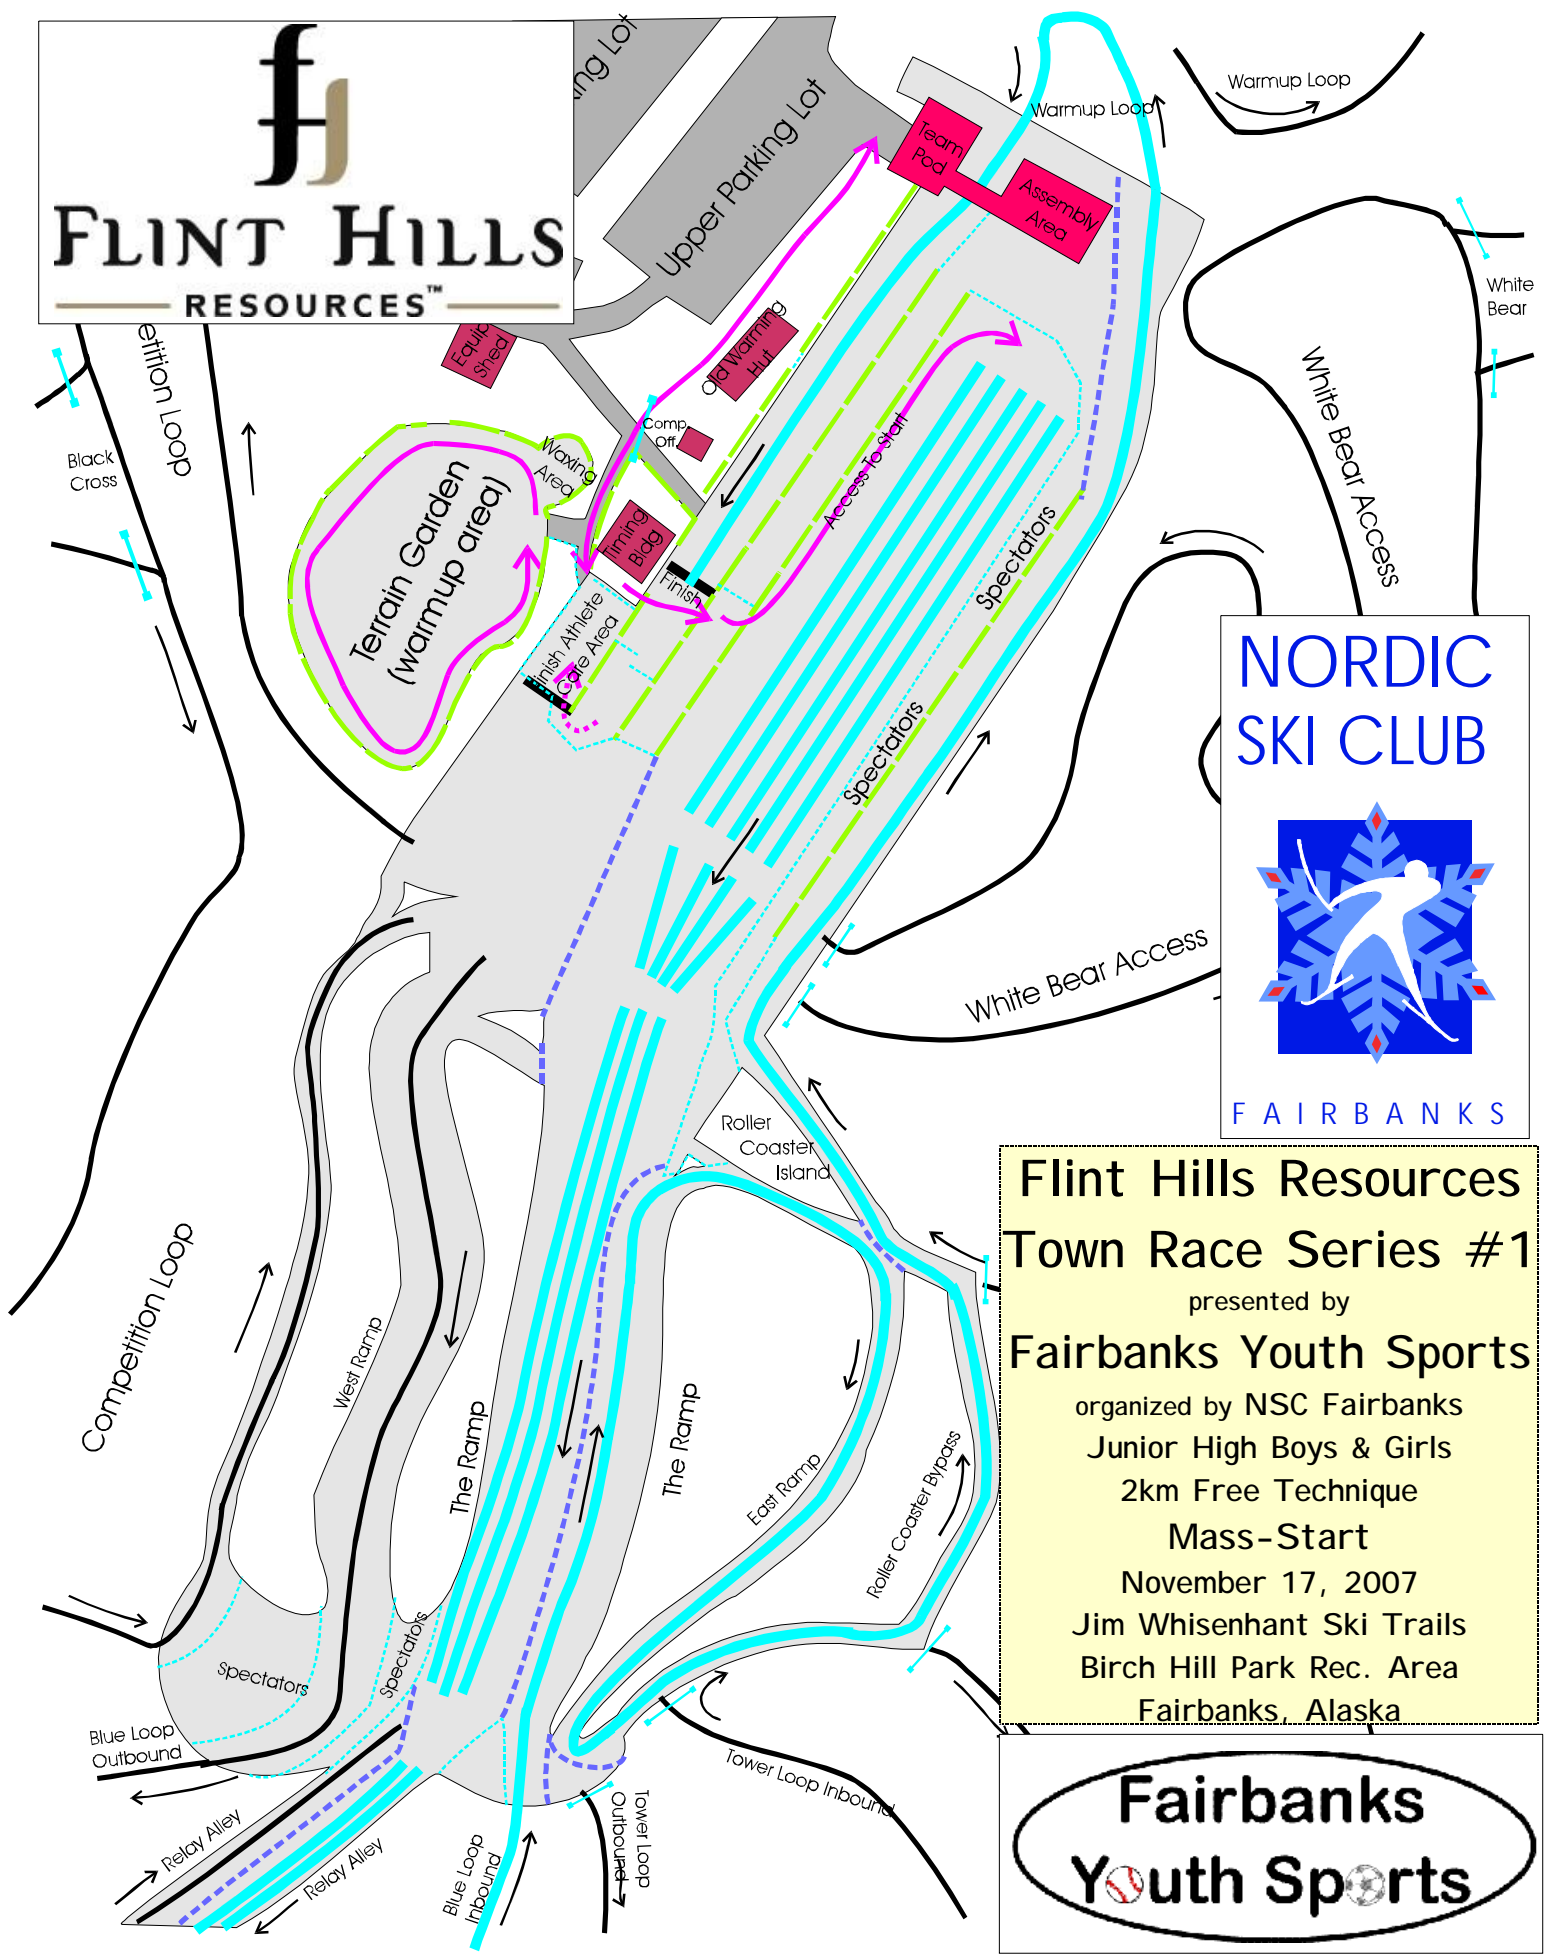 FLINT HILLS
RESOURCES™
ing Lot
Upper Parking Lot
Team
Pod
Assembly
Area
Warmup Loop
Warmup Loop
White
Bear
White Bear Access
Equip
Shed
Old Warming
Hut
Comp.
Off.
etition Loop
Black
Cross
Waxing
Area
Terrain Garden
(warmup area)
Timing
Bldg
Finish
Finish Athlete
Care Area
Access To Start
Spectators
Spectators
White Bear Access
NORDIC
SKI CLUB
FAIRBANKS
Roller
Coaster
Island
Competition Loop
West Ramp
The Ramp
The Ramp
East Ramp
Roller Coaster Bypass
Spectators
Spectators
Blue Loop
Outbound
Relay Alley
Relay Alley
Blue Loop
Inbound
Tower Loop
Outbound
Tower Loop Inbound
Flint Hills Resources
Town Race Series #1
presented by
Fairbanks Youth Sports
organized by NSC Fairbanks
Junior High Boys & Girls
2km Free Technique
Mass-Start
November 17, 2007
Jim Whisenhant Ski Trails
Birch Hill Park Rec. Area
Fairbanks, Alaska
Fairbanks
Youth Sports